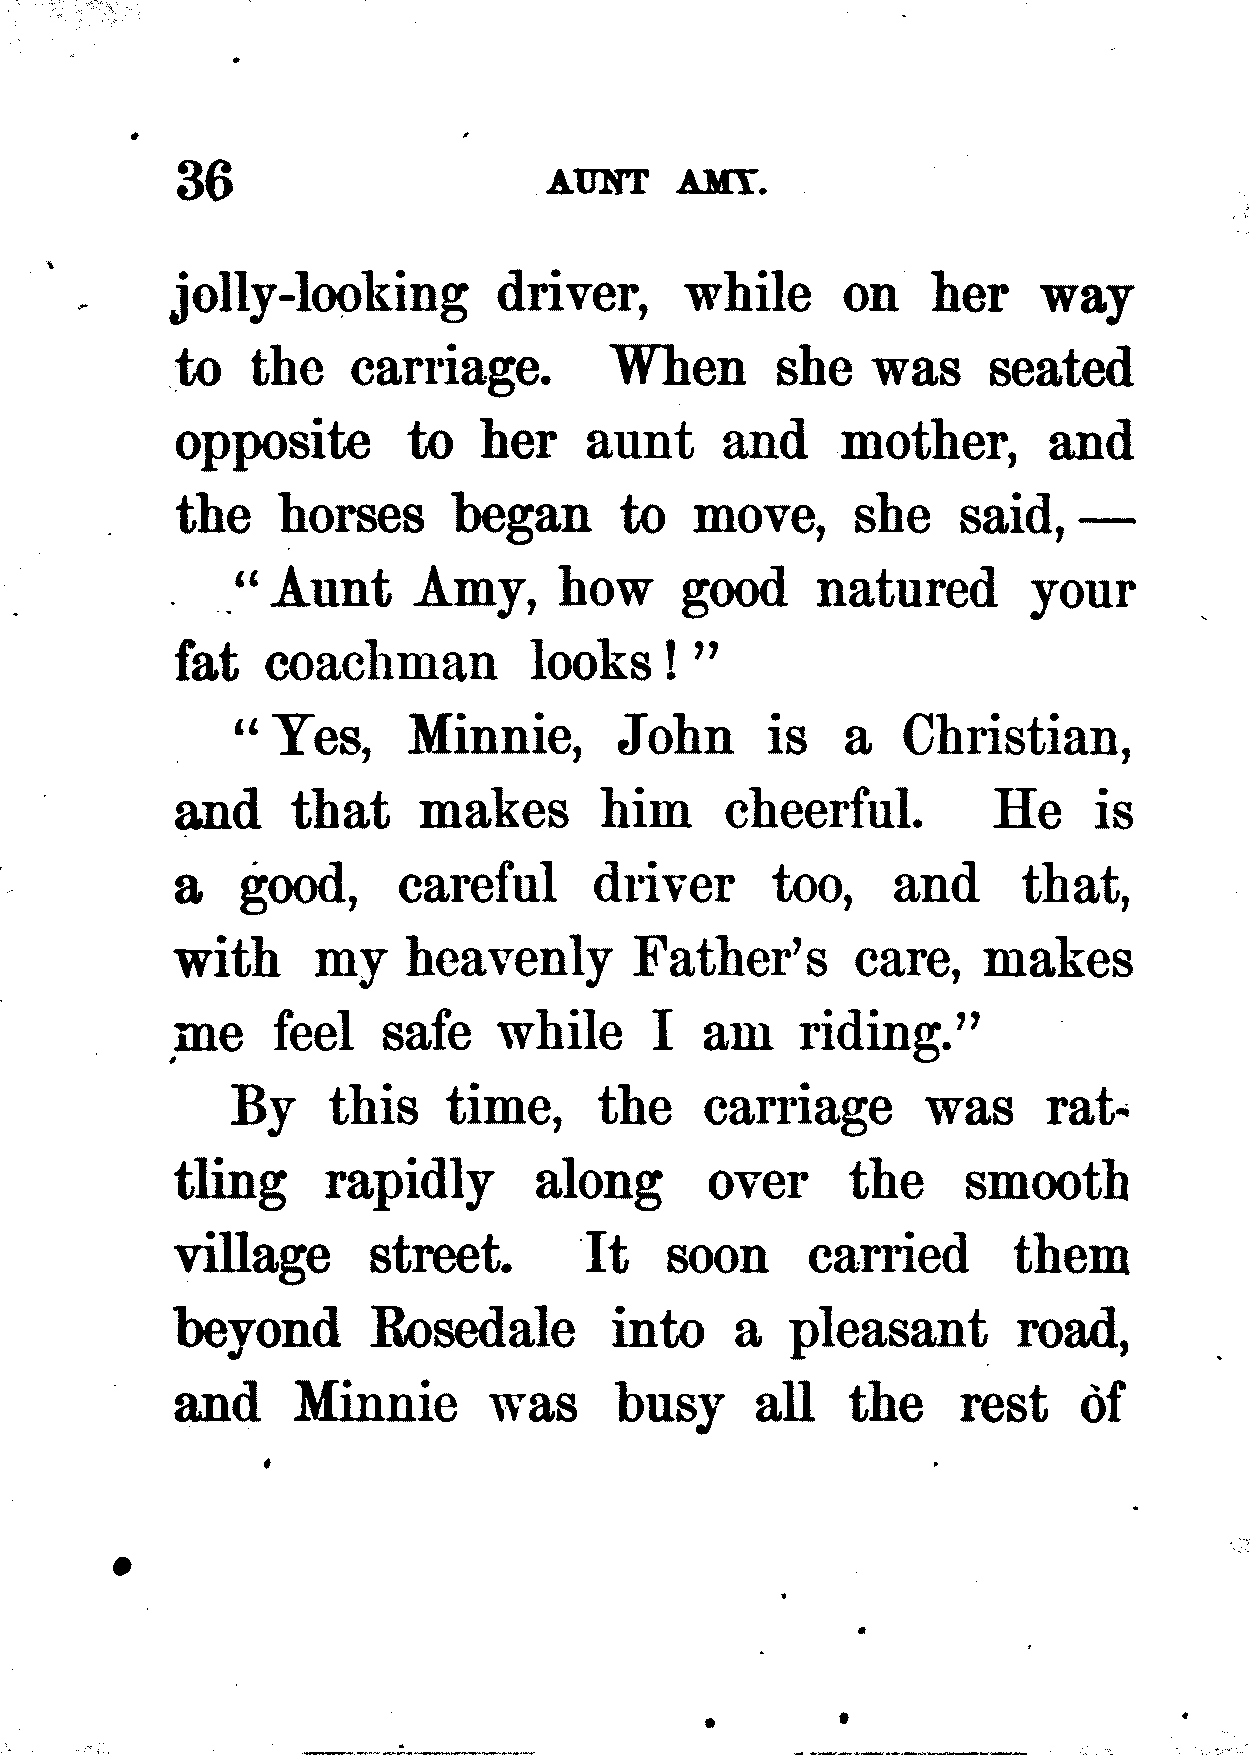 36 AUNT AMY.
jolly-looking driver, while on her way
to the carriage. When she was seated
opposite to her aunt and mother, and
the horses began to move, she said, —
“ Aunt Amy, how good natured your
fat coachman looks ! ”
“ Yes, Minnie, John is a Christian,
and that makes him cheerful. He is
a good, careful driver too, and that,
with my heavenly Father’s care, makes
me feel safe while I am riding.”
By this time, the carriage was rat-
tling rapidly along over the smooth
village street. It soon carried them
beyond Rosedale into a pleasant road,
and Minnie was busy all the rest of